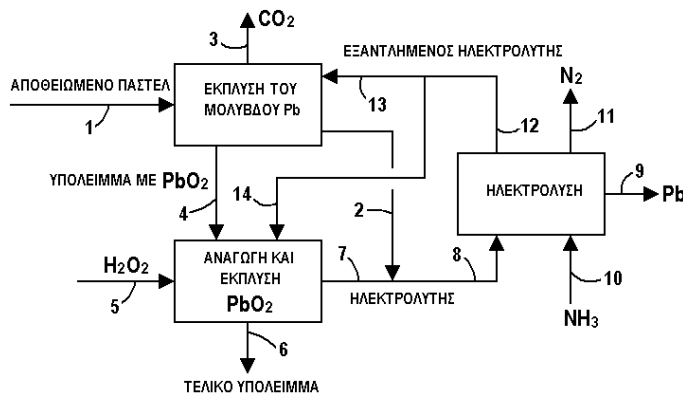 CO₂
3
ΕΞΑΝΤΛΗΜΕΝΟΣ ΗΛΕΚΤΡΟΛΥΤΗΣ
ΑΠΟΘΕΙΩΜΕΝΟ ΠΑΣΤΕΛ
1
ΕΚΠΛΥΣΗ ΤΟΥ
ΜΟΛΥΒΔΟΥ Pb
13
N₂
12
11
ΥΠΟΛΕΙΜΜΑ ΜΕ PbO₂
4
14
2
ΗΛΕΚΤΡΟΛΥΣΗ
9
Pb
H₂O₂
5
ΑΝΑΓΩΓΗ ΚΑΙ
ΕΚΠΛΥΣΗ
PbO₂
7
ΗΛΕΚΤΡΟΛΥΤΗΣ
8
10
NH₃
6
ΤΕΛΙΚΟ ΥΠΟΛΕΙΜΜΑ